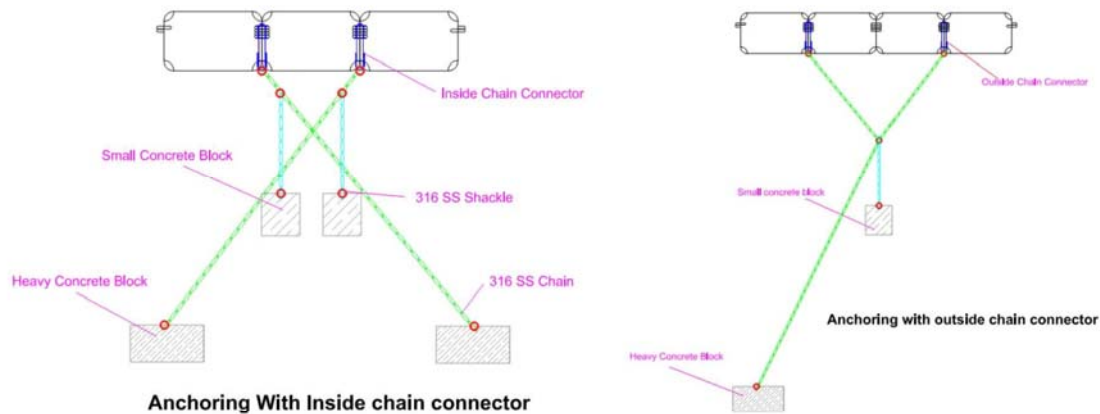 Inside Chain Connector
Small Concrete Block
316 SS Shackle
Heavy Concrete Block
316 SS Chain
Anchoring With Inside chain connector
Outside Chain Connector
Small concrete block
Anchoring with outside chain connector
Heavy Concrete Block